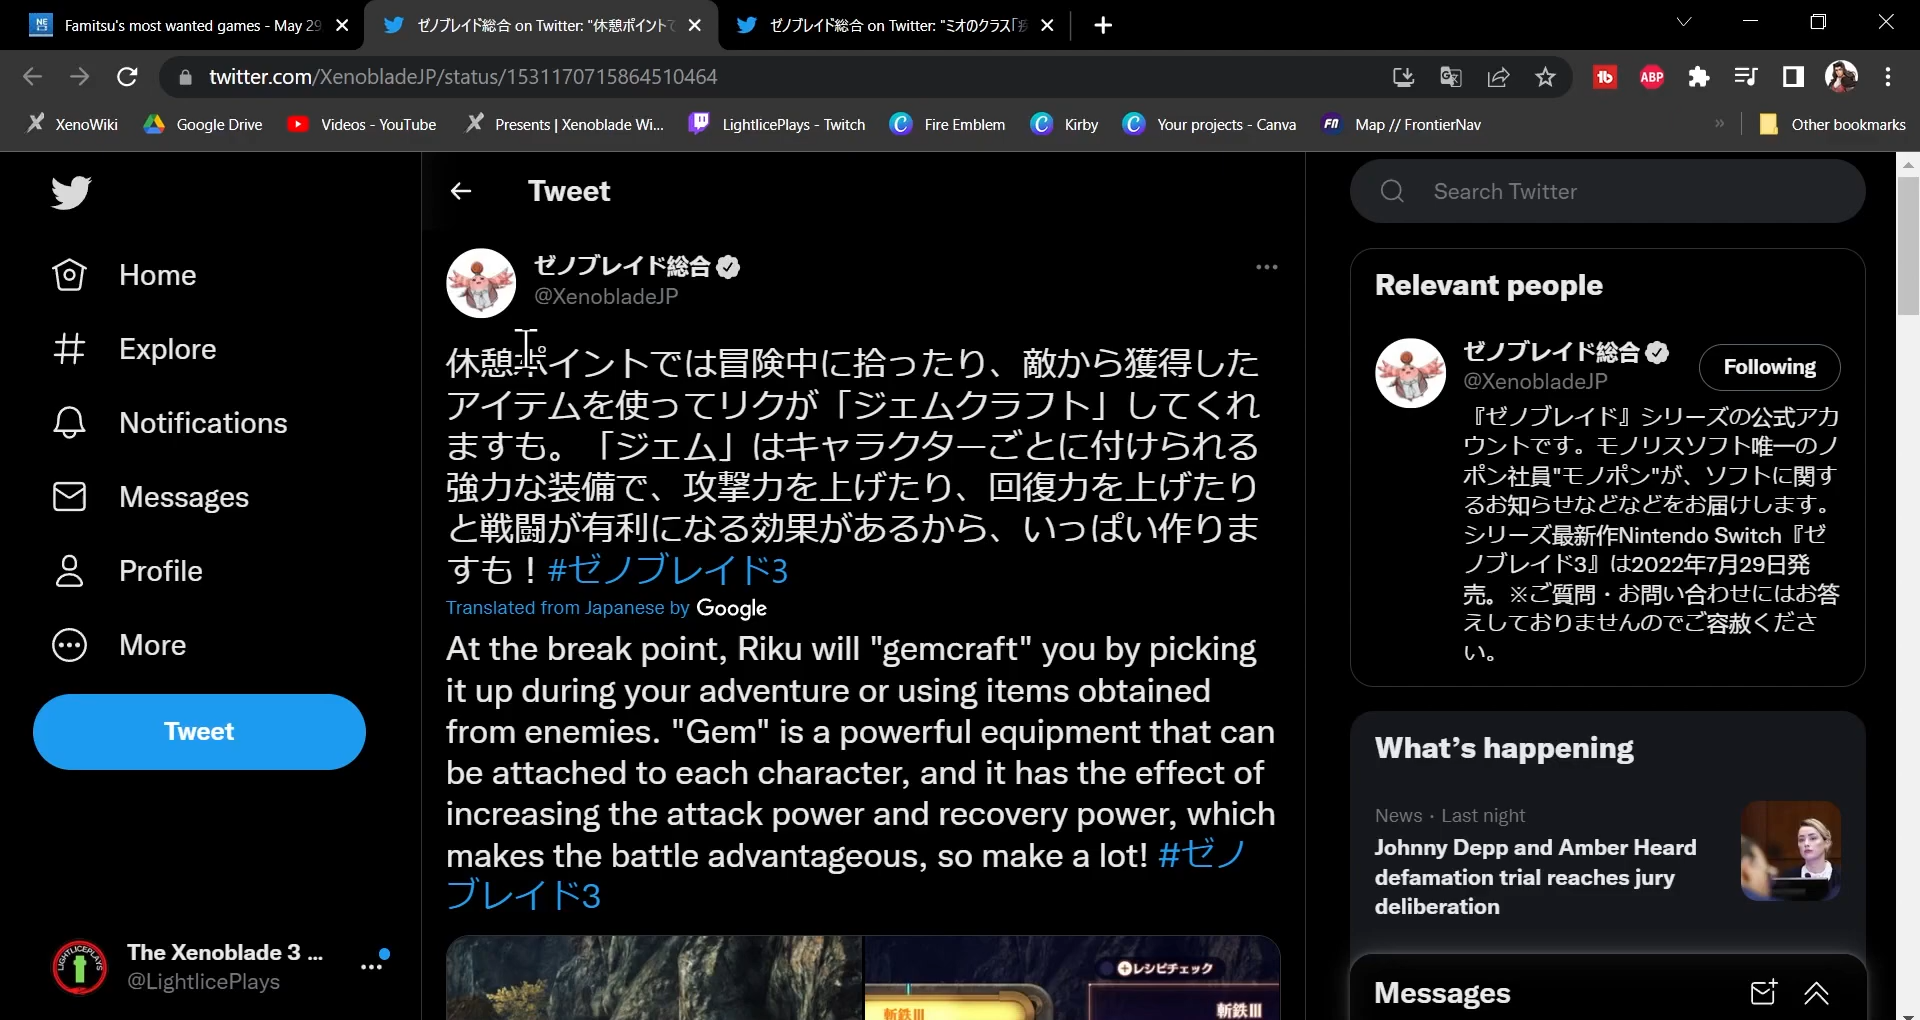 Famitsu's most wanted games - May 29
ゼノブレイド総合 on Twitter: "休憩ポイントで
ゼノブレイド総合 on Twitter: "ミオのクラス「疾
twitter.com/XenobladeJP/status/1531170715864510464
ABP
XenoWiki
Google Drive
Videos - YouTube
Presents | Xenoblade Wi...
LightlicePlays - Twitch
Fire Emblem
Kirby
Your projects - Canva
FN
Map // FrontierNav
»
Other bookmarks
Home
Explore
Notifications
Messages
Profile
More
Tweet
The Xenoblade 3 ...
@LightlicePlays
Tweet
ゼノブレイド総合
@XenobladeJP
休憩ポイントでは冒険中に拾ったり、敵から獲得した
アイテムを使ってリクが「ジェムクラフト」してくれ
ますも。「ジェム」はキャラクターごとに付けられる
強力な装備で、攻撃力を上げたり、回復力を上げたり
と戦闘が有利になる効果があるから、いっぱい作りま
すも！#ゼノブレイド3
Translated from Japanese by Google
At the break point, Riku will "gemcraft" you by picking
it up during your adventure or using items obtained
from enemies. "Gem" is a powerful equipment that can
be attached to each character, and it has the effect of
increasing the attack power and recovery power, which
makes the battle advantageous, so make a lot! #ゼノ
ブレイド3
レシピチェック
斬鉄III
斬鉄III
Search Twitter
Relevant people
ゼノブレイド総合
@XenobladeJP
Following
『ゼノブレイド』シリーズの公式アカ
ウントです。モノリスソフト唯一のノ
ポン社員"モノポン"が、ソフトに関す
るお知らせなどなどをお届けします。
シリーズ最新作Nintendo Switch『ゼ
ノブレイド3』は2022年7月29日発
売。※ご質問・お問い合わせにはお答
えしておりませんのでご容赦くださ
い。
What's happening
News · Last night
Johnny Depp and Amber Heard
defamation trial reaches jury
deliberation
Messages